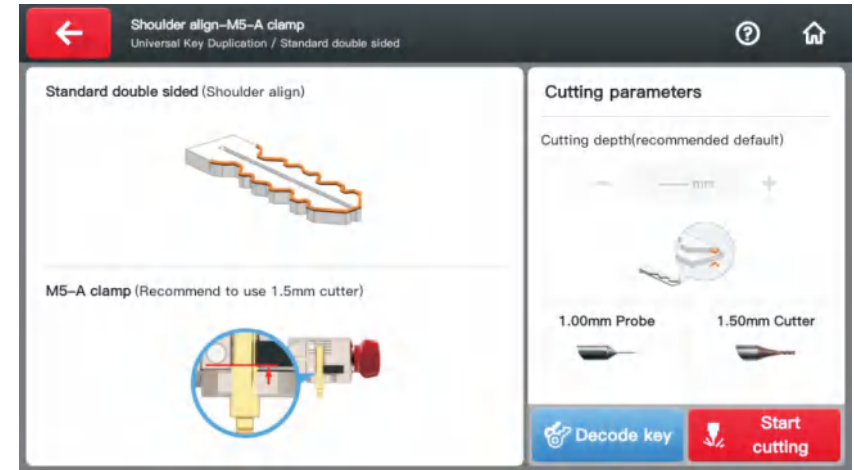 Shoulder align–M5–A clamp
Universal Key Duplication / Standard double sided
Standard double sided (Shoulder align)
M5–A clamp (Recommend to use 1.5mm cutter)
Cutting parameters
Cutting depth(recommended default)
— —— mm +
1.00mm Probe
1.50mm Cutter
Decode key
Start
cutting